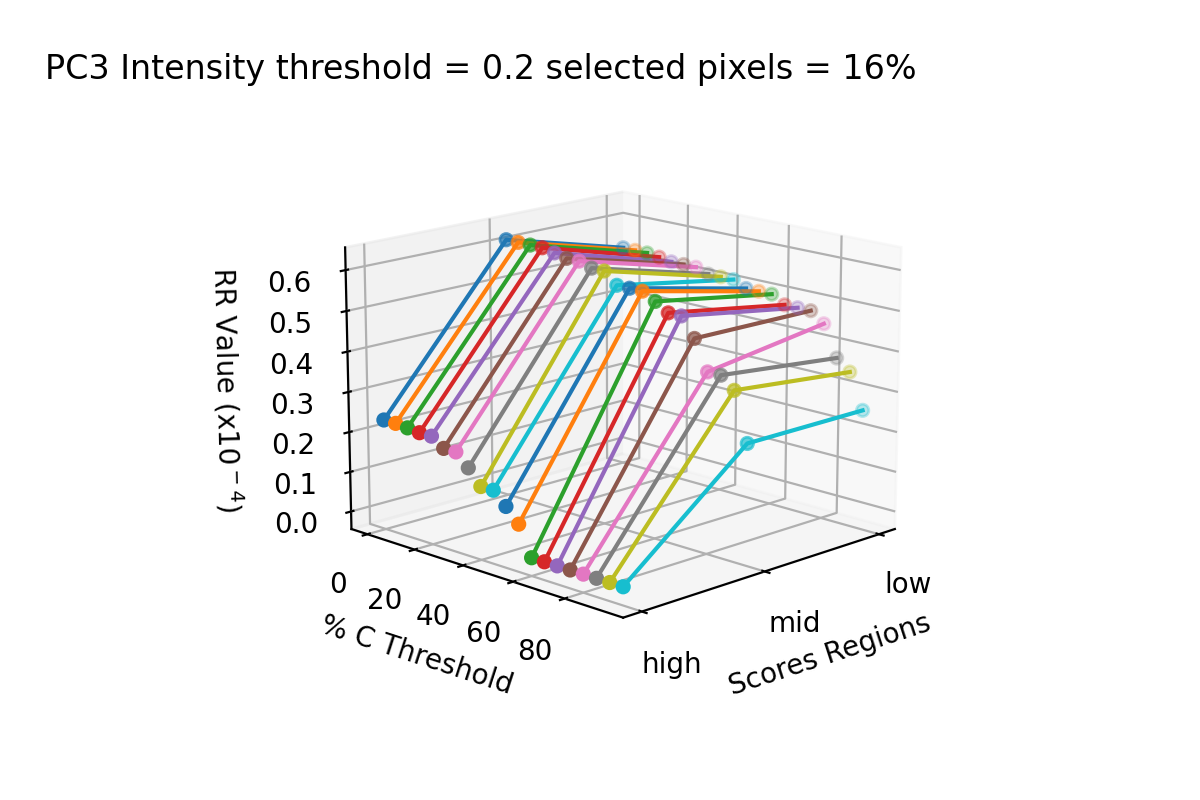 PC3 Intensity threshold = 0.2 selected pixels = 16%
RR Value (x10⁻⁴)
0.6
0.5
0.4
0.3
0.2
0.1
0.0
0
20
40
60
80
% C Threshold
high
mid
low
Scores Regions